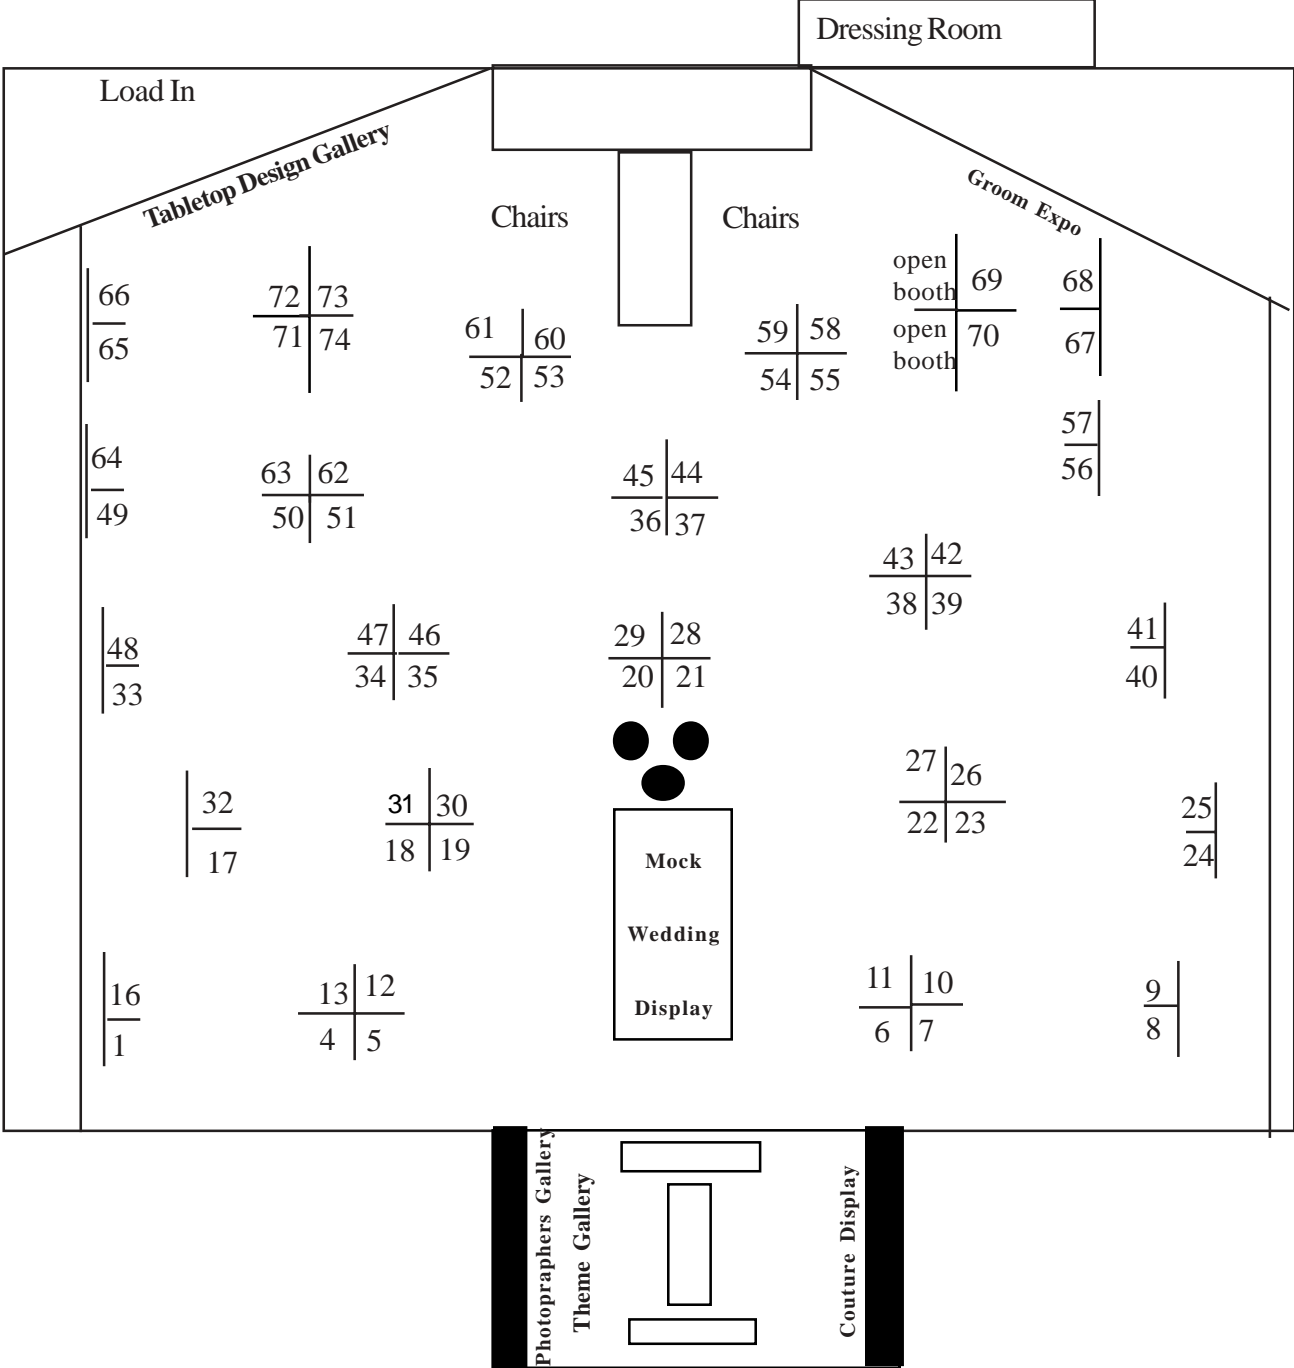 Dressing Room
Load In
Tabletop Design Gallery
Groom Expo
Chairs
Chairs
open
booth
69
open
booth
70
68
67
66
65
72 73
71 74
61 60
52 53
59 58
54 55
57
56
64
49
63 62
50 51
45 44
36 37
43 42
38 39
48
33
47 46
34 35
29 28
20 21
41
40
32
17
31 30
18 19
27 26
22 23
25
24
Mock
Wedding
Display
16
1
13 12
4 5
11 10
6 7
9
8
Photopraphers Gallery
Theme Gallery
Couture Display